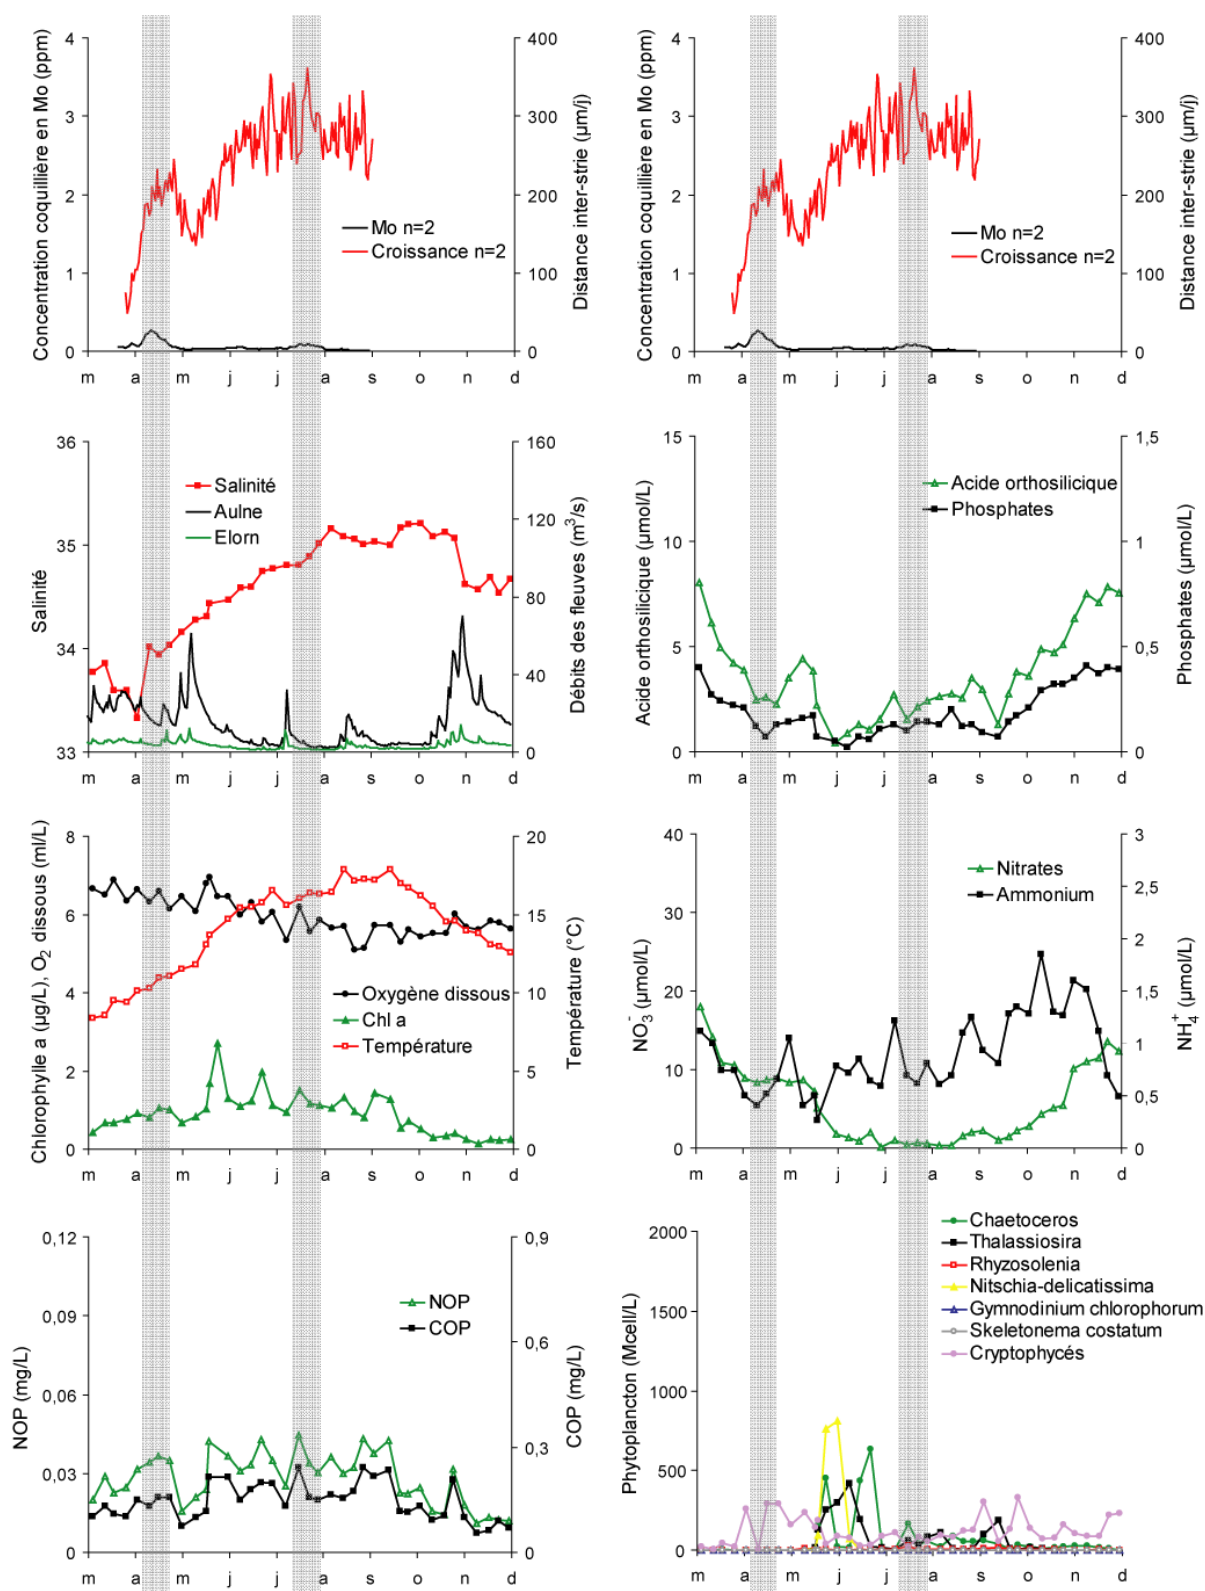 Concentration coquillière en Mo (ppm)
4
3
2
1
0
400
300
200
100
0
Distance inter-strie (µm/j)
Mo n=2
Croissance n=2
m a m j j a s o n d
Concentration coquillière en Mo (ppm)
4
3
2
1
0
400
300
200
100
0
Distance inter-strie (µm/j)
Mo n=2
Croissance n=2
m a m j j a s o n d
Salinité
36
35
34
33
160
120
80
40
0
Débits des fleuves (m³/s)
Salinité
Aulne
Elorn
m a m j j a s o n d
Acide orthosilicique (µmol/L)
15
10
5
0
1,5
1
0,5
0
Phosphates (µmol/L)
Acide orthosilicique
Phosphates
m a m j j a s o n d
Chlorophylle a (µg/L), O₂ dissous (ml/L)
8
6
4
2
0
20
15
10
5
0
Température (°C)
Oxygène dissous
Chl a
Température
m a m j j a s o n d
NO₃⁻ (µmol/L)
40
30
20
10
0
3
2,5
2
1,5
1
0,5
0
NH₄⁺ (µmol/L)
Nitrates
Ammonium
m a m j j a s o n d
NOP (mg/L)
0,12
0,09
0,06
0,03
0
0,9
0,6
0,3
0
COP (mg/L)
NOP
COP
m a m j j a s o n d
Phytoplancton (Mcell/L)
2000
1500
1000
500
0
Chaetoceros
Thalassiosira
Rhyzosolenia
Nitschia-delicatissima
Gymnodinium chlorophorum
Skeletonema costatum
Cryptophycés
m a m j j a s o n d